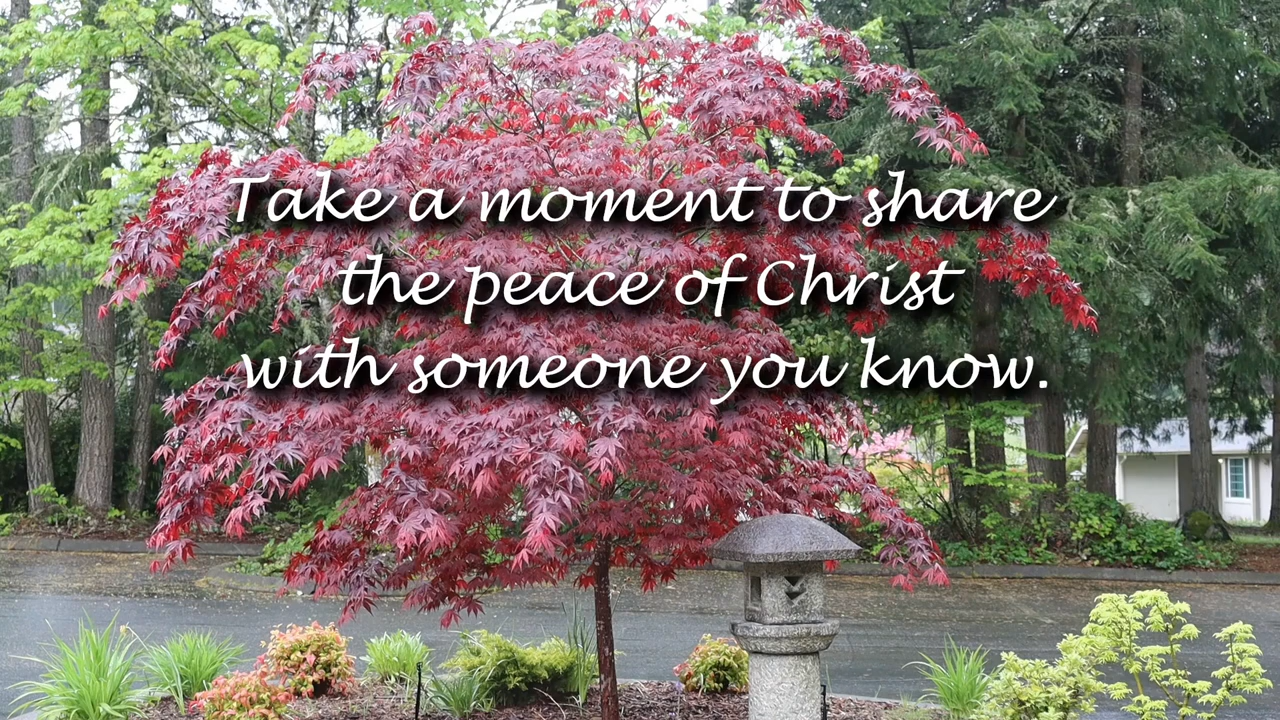 Take a moment to share
the peace of Christ
with someone you know.